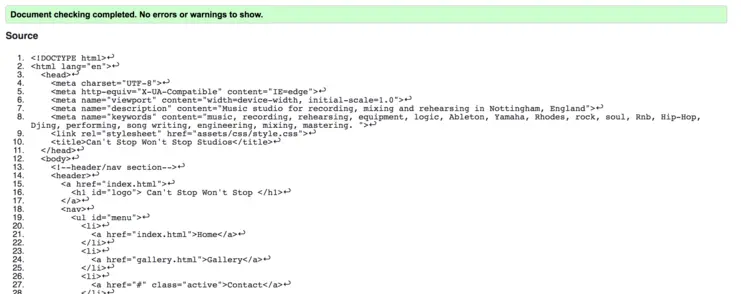 Document checking completed. No errors or warnings to show.
Source
1. <!DOCTYPE html>↩
2. <html lang="en">↩
3. <head>↩
4. <meta charset="UTF-8">↩
5. <meta http-equiv="X-UA-Compatible" content="IE=edge">↩
6. <meta name="viewport" content="width=device-width, initial-scale=1.0">↩
7. <meta name="description" content="Music studio for recording, mixing and rehearsing in Nottingham, England">↩
8. <meta name="keywords" content="music, recording, rehearsing, equipment, logic, Ableton, Yamaha, Rhodes, rock, soul, Rnb, Hip-Hop,
Djing, performing, song writing, engineering, mixing, mastering. ">↩
9. <link rel="stylesheet" href="assets/css/style.css">↩
10. <title>Can't Stop Won't Stop Studios</title>↩
11. </head>↩
12. <body>↩
13. <!--header/nav section-->↩
14. <header>↩
15. <a href="index.html">↩
16. <h1 id="logo"> Can't Stop Won't Stop </h1>↩
17. </a>↩
18. <nav>↩
19. <ul id="menu">↩
20. <li>↩
21. <a href="index.html">Home</a>↩
22. </li>↩
23. <li>↩
24. <a href="gallery.html">Gallery</a>↩
25. </li>↩
26. <li>↩
27. <a href="#" class="active">Contact</a>↩
28. </li>↩